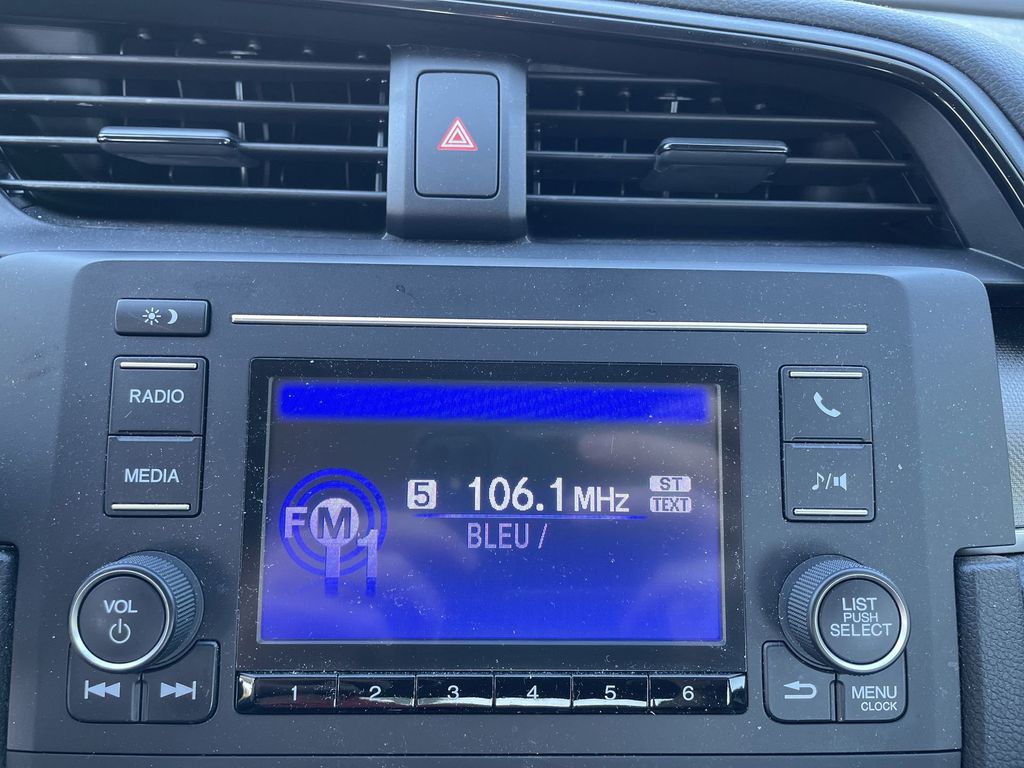 RADIO
MEDIA
5 106.1 MHz ST
TEXT
FM1
BLEU /
VOL
LIST
PUSH
SELECT
1 2 3 4 5 6
MENU
CLOCK